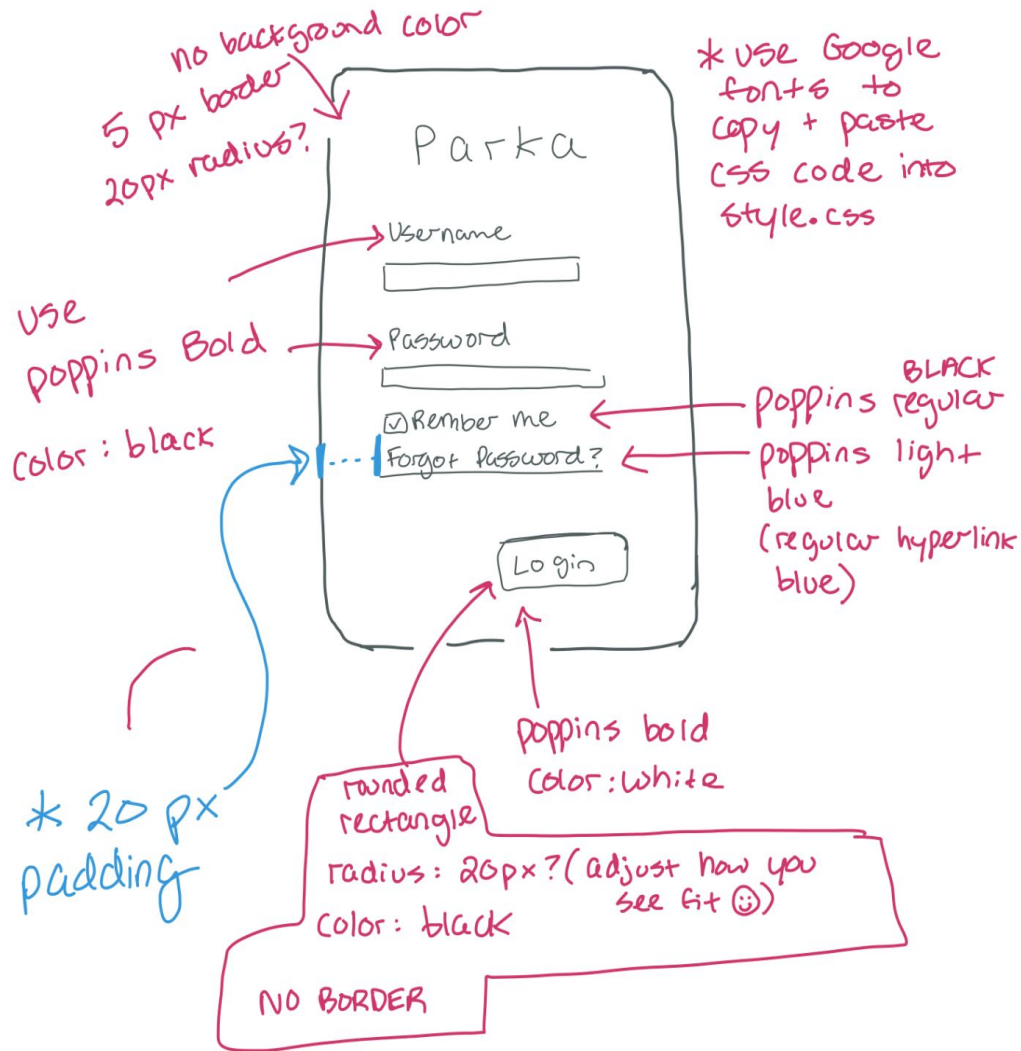 no background color
5 px border
20px radius?
* use Google
fonts to
copy + paste
css code into
style.css
Parka
Username
Password
Rember me
Forgot Password?
Login
use
poppins Bold
color: black
BLACK
poppins regular
poppins light
blue
(regular hyperlink
blue)
* 20 px
padding
poppins bold
color: white
rounded
rectangle
radius: 20px? (adjust how you
see fit ☺)
color: black
NO BORDER